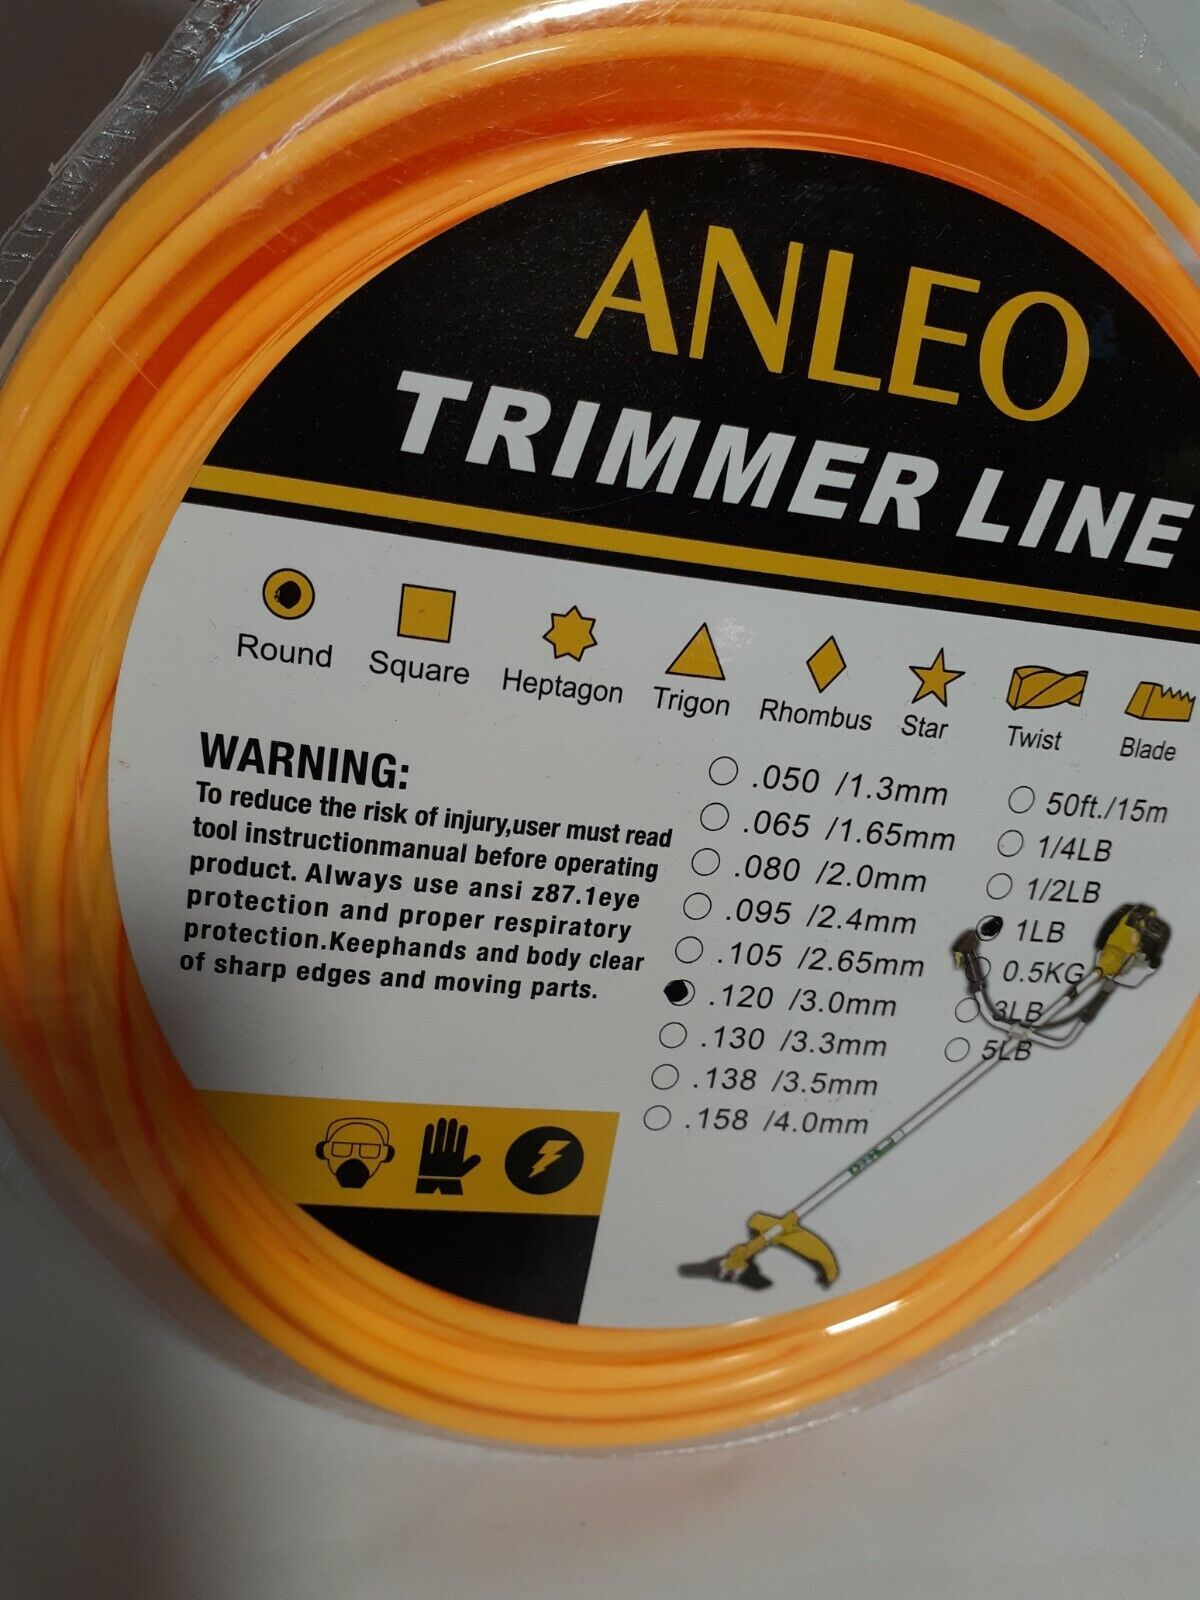 ANLEO
TRIMMER LINE
Round Square Heptagon Trigon Rhombus Star Twist Blade
WARNING:
To reduce the risk of injury,user must read
tool instructionmanual before operating
product. Always use ansi z87.1eye
protection and proper respiratory
protection.Keephands and body clear
of sharp edges and moving parts.
.050 /1.3mm
.065 /1.65mm
.080 /2.0mm
.095 /2.4mm
.105 /2.65mm
.120 /3.0mm
.130 /3.3mm
.138 /3.5mm
.158 /4.0mm
50ft./15m
1/4LB
1/2LB
1LB
0.5KG
3LB
5LB